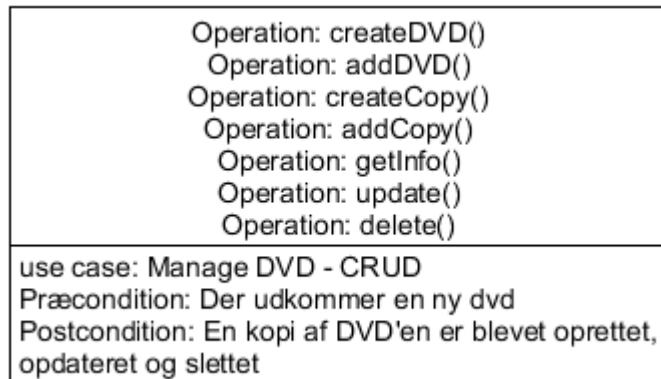 Operation: createDVD()
Operation: addDVD()
Operation: createCopy()
Operation: addCopy()
Operation: getInfo()
Operation: update()
Operation: delete()
use case: Manage DVD - CRUD
Præcondition: Der udkommer en ny dvd
Postcondition: En kopi af DVD'en er blevet oprettet,
opdateret og slettet